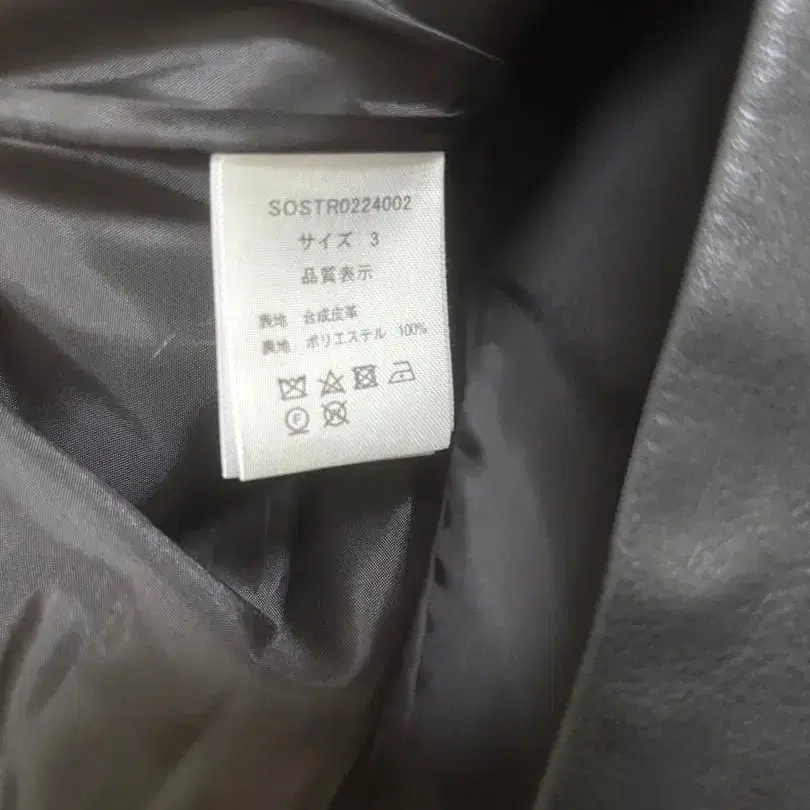 SOSTR0224002
サイズ 3
品質表示
表地 合成皮革
裏地 ポリエステル 100%
F
W